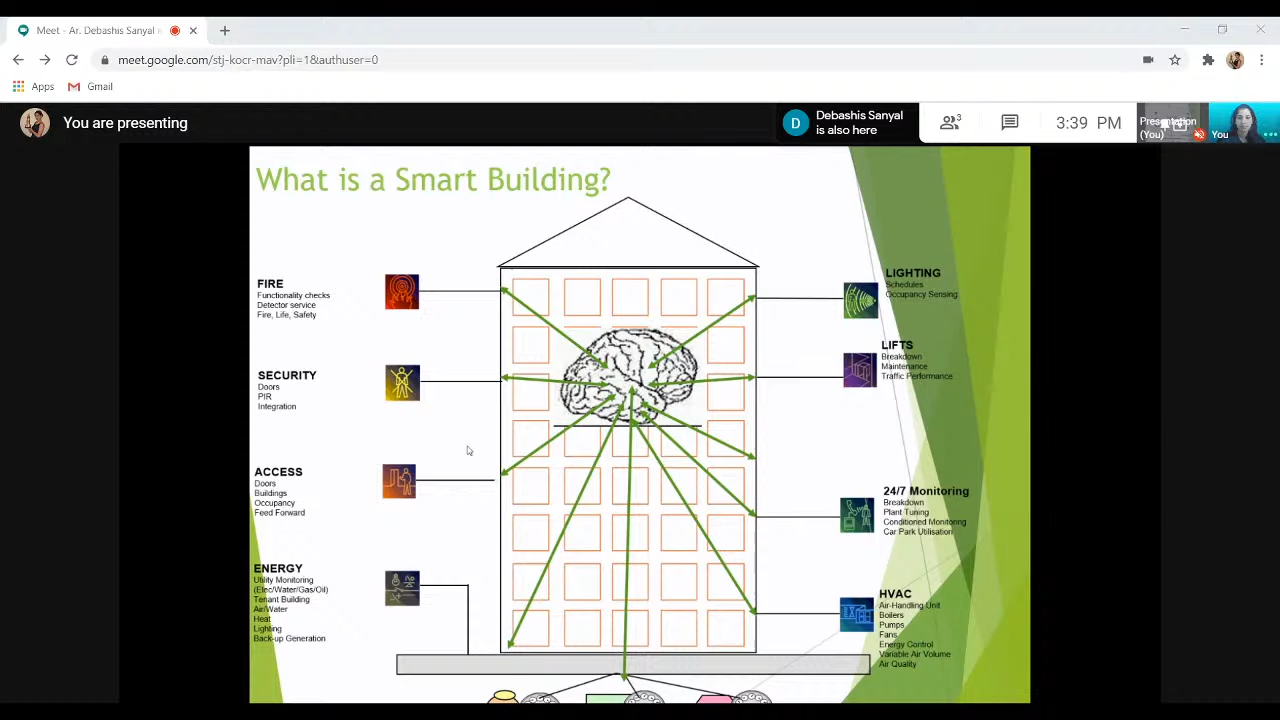 Meet - Ar. Debashis Sanyal
meet.google.com/stj-kocr-mav?pli=1&authuser=0
Apps
Gmail
You are presenting
D
Debashis Sanyal
is also here
3
3:39 PM
Presentation
(You)
You
What is a Smart Building?
FIRE
Functionality checks
Detector service
Fire, Life, Safety
SECURITY
Doors
PIR
Integration
ACCESS
Doors
Buildings
Occupancy
Feed Forward
ENERGY
Utility Monitoring
(Elec/Water/Gas/Oil)
Tenant Building
Air/Water
Heat
Lighting
Back-up Generation
LIGHTING
Schedules
Occupancy Sensing
LIFTS
Breakdown
Maintenance
Traffic Performance
24/7 Monitoring
Breakdown
Plant Tuning
Conditioned Monitoring
Car Park Utilisation
HVAC
Air-Handling Unit
Boilers
Pumps
Fans
Energy Control
Variable Air Volume
Air Quality